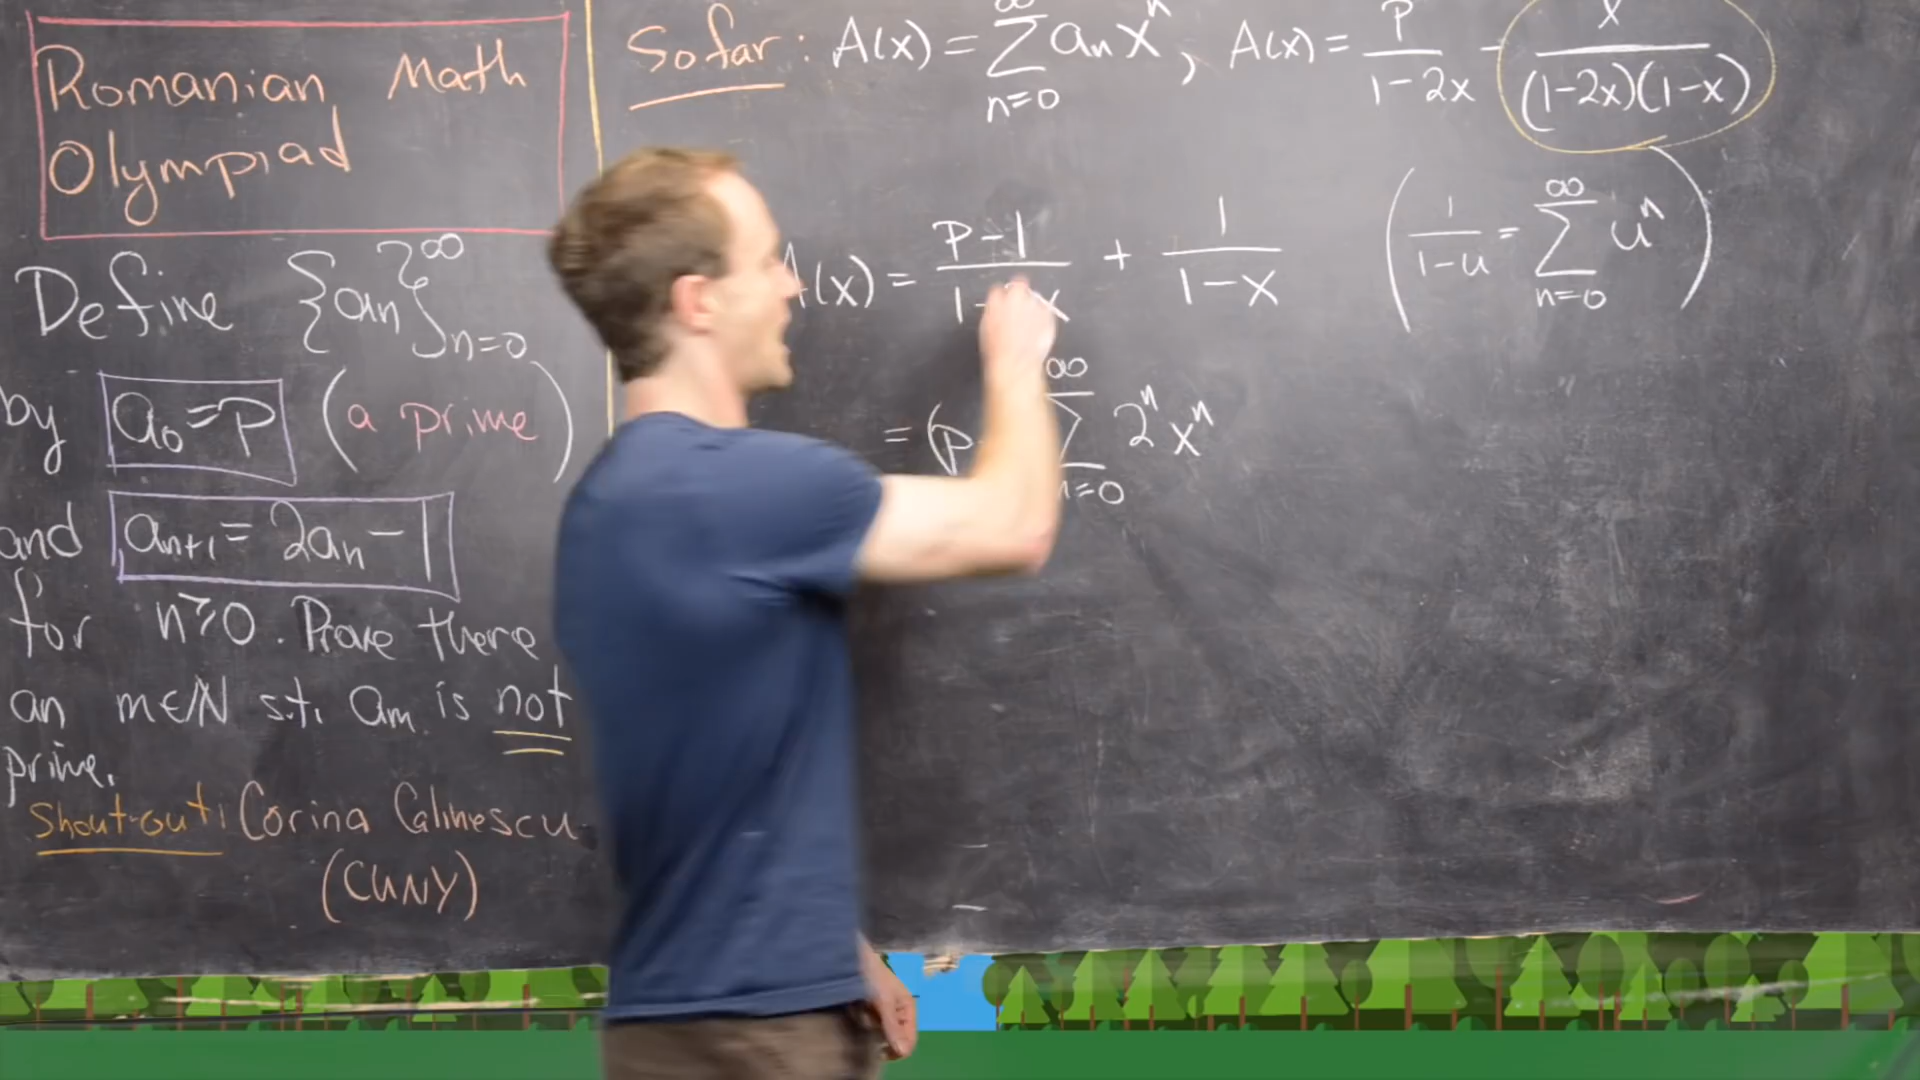 Romanian Math
Olympiad
Define {aₙ}^∞_{n=0}
by a₀=P (a prime)
and aₙ₊₁ = 2aₙ-1
for n≥0. Prove there
an m∈ℕ s.t. aₘ is not
prime.
Shout-out: Corina Calinescu
(CUNY)
So far: A(x) = ∑_{n=0}^∞ aₙxⁿ, A(x) = P/(1-2x) - x/((1-2x)(1-x))
A(x) = (P-1)/(1-2x) + 1/(1-x) (1/(1-u) = ∑_{n=0}^∞ uⁿ)
= (P ∑_{n=0}^∞ 2ⁿxⁿ